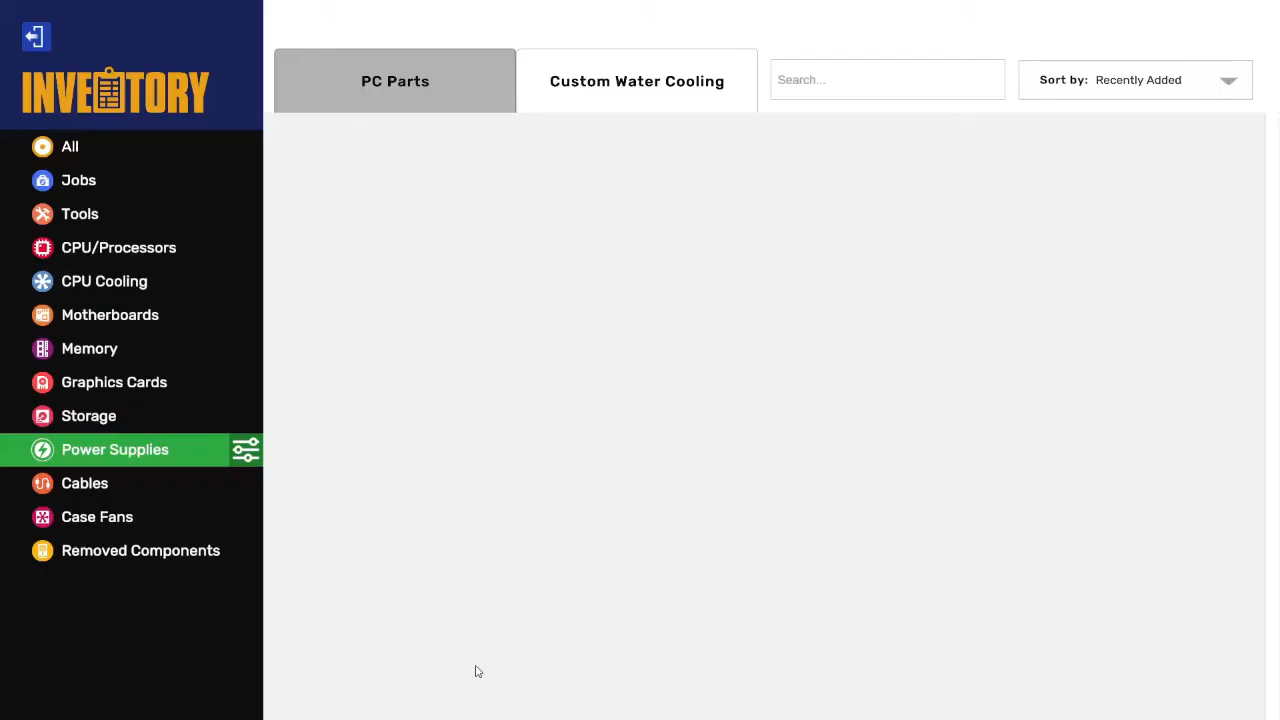 INVENTORY
PC Parts
Custom Water Cooling
Search...
Sort by: Recently Added
All
Jobs
Tools
CPU/Processors
CPU Cooling
Motherboards
Memory
Graphics Cards
Storage
Power Supplies
Cables
Case Fans
Removed Components